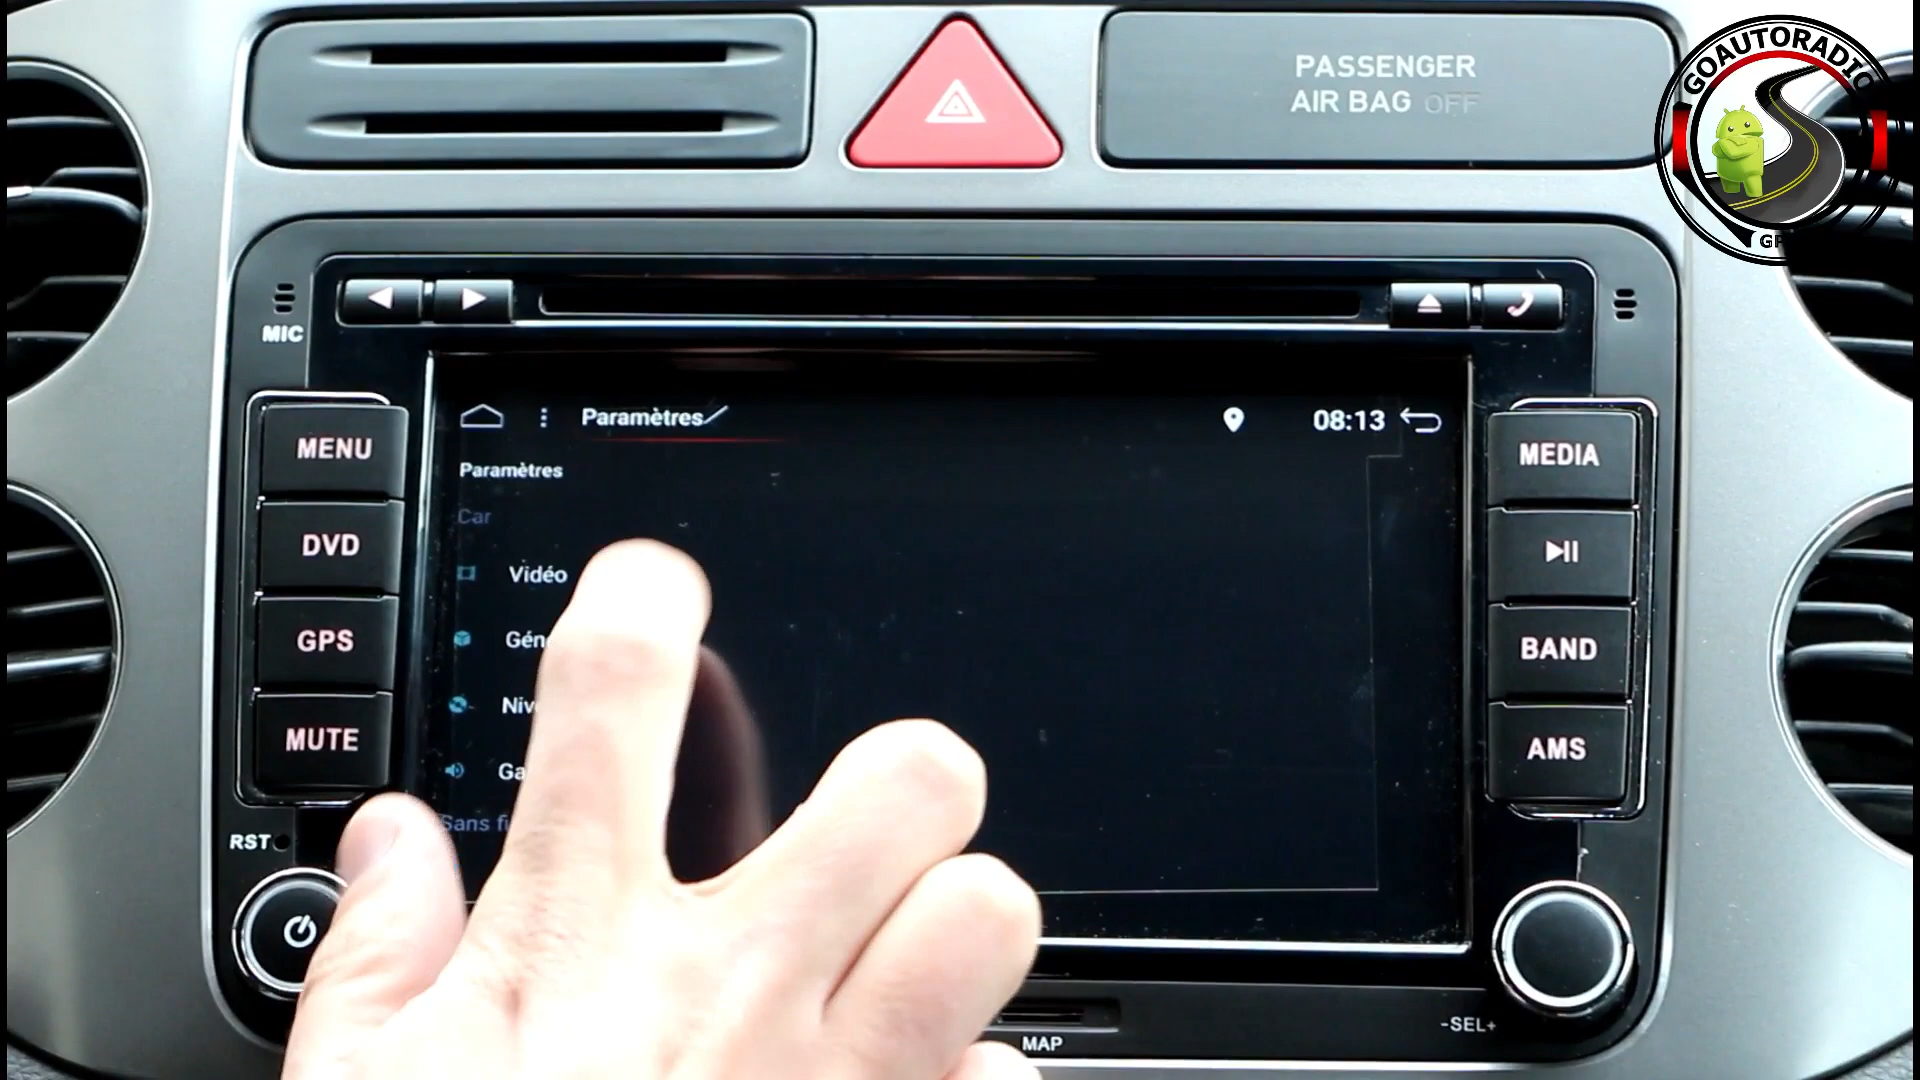 PASSENGER
AIR BAG OFF
GOAUTORADIO
MIC
MENU
DVD
GPS
MUTE
RST
Paramètres
08:13
Paramètres
Car
Vidéo
Sans
MEDIA
BAND
AMS
-SEL+
MAP